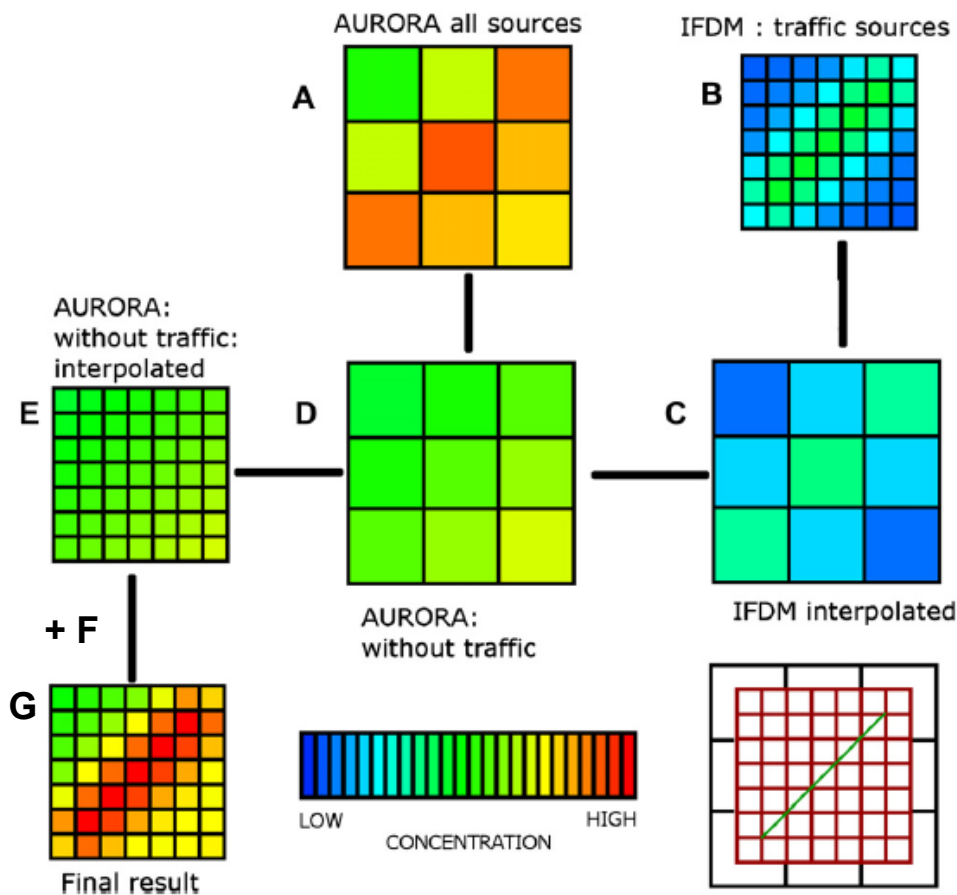 AURORA all sources
A
IFDM : traffic sources
B
AURORA:
without traffic:
interpolated
E
D
C
AURORA:
without traffic
IFDM interpolated
+ F
G
Final result
LOW
HIGH
CONCENTRATION